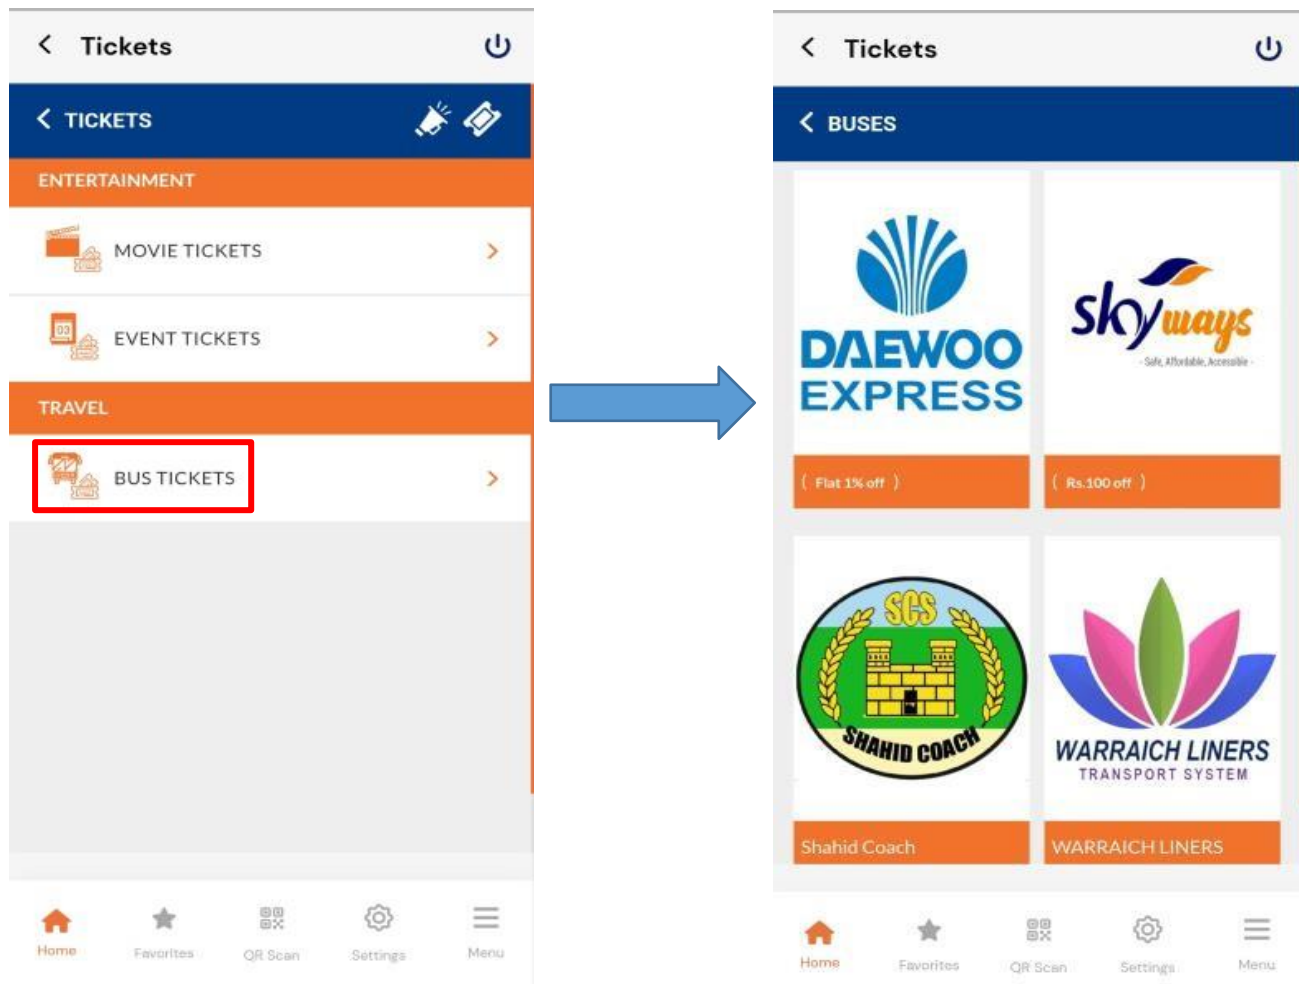 Tickets
TICKETS
ENTERTAINMENT
MOVIE TICKETS
03
EVENT TICKETS
TRAVEL
BUS TICKETS
Home
Favorites
QR Scan
Settings
Menu
Tickets
BUSES
DAEWOO
EXPRESS
skyways
- Safe, Affordable, Accessible -
( Flat 1% off )
( Rs.100 off )
SCS
SHAHID COACH
WARRAICH LINERS
TRANSPORT SYSTEM
Shahid Coach
WARRAICH LINERS
Home
Favorites
QR Scan
Settings
Menu